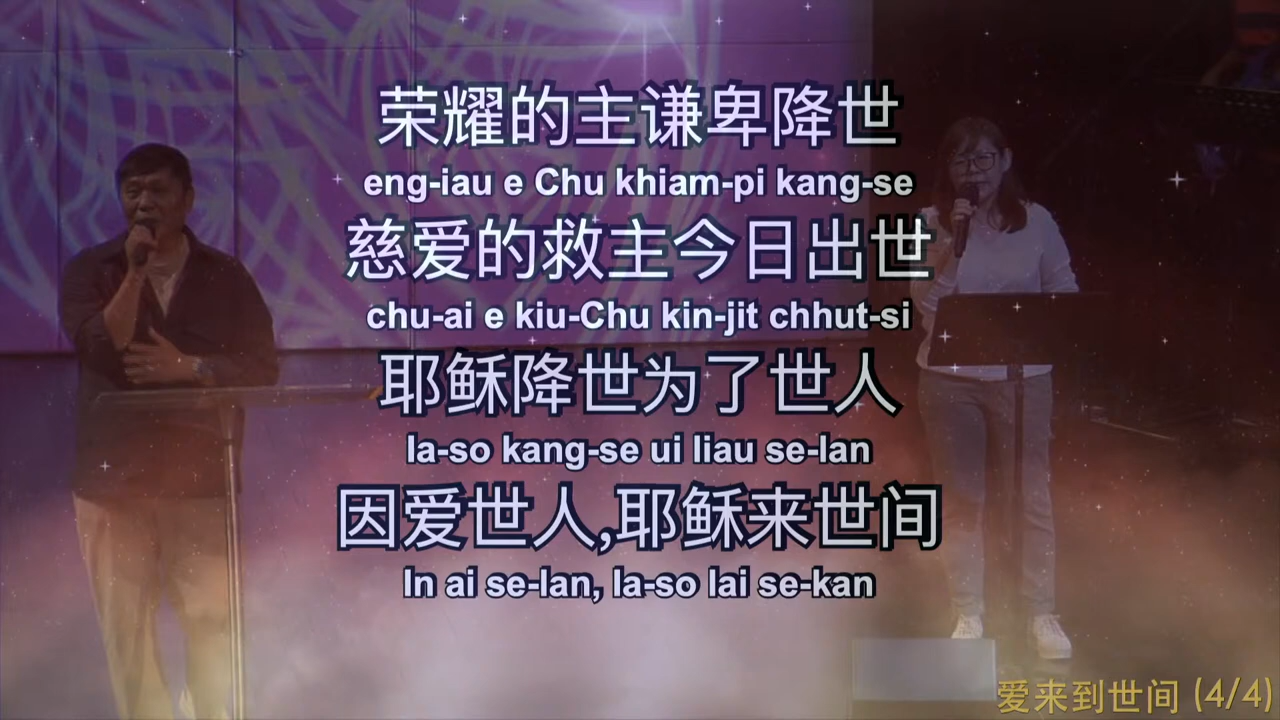 荣耀的主谦卑降世
eng-iau e Chu khiam-pi kang-se
慈爱的救主今日出世
chu-ai e kiu-Chu kin-jit chhut-si
耶稣降世为了世人
Ia-so kang-se ui liau se-lan
因爱世人,耶稣来世间
In ai se-lan, Ia-so lai se-kan
爱来到世间 (4/4)